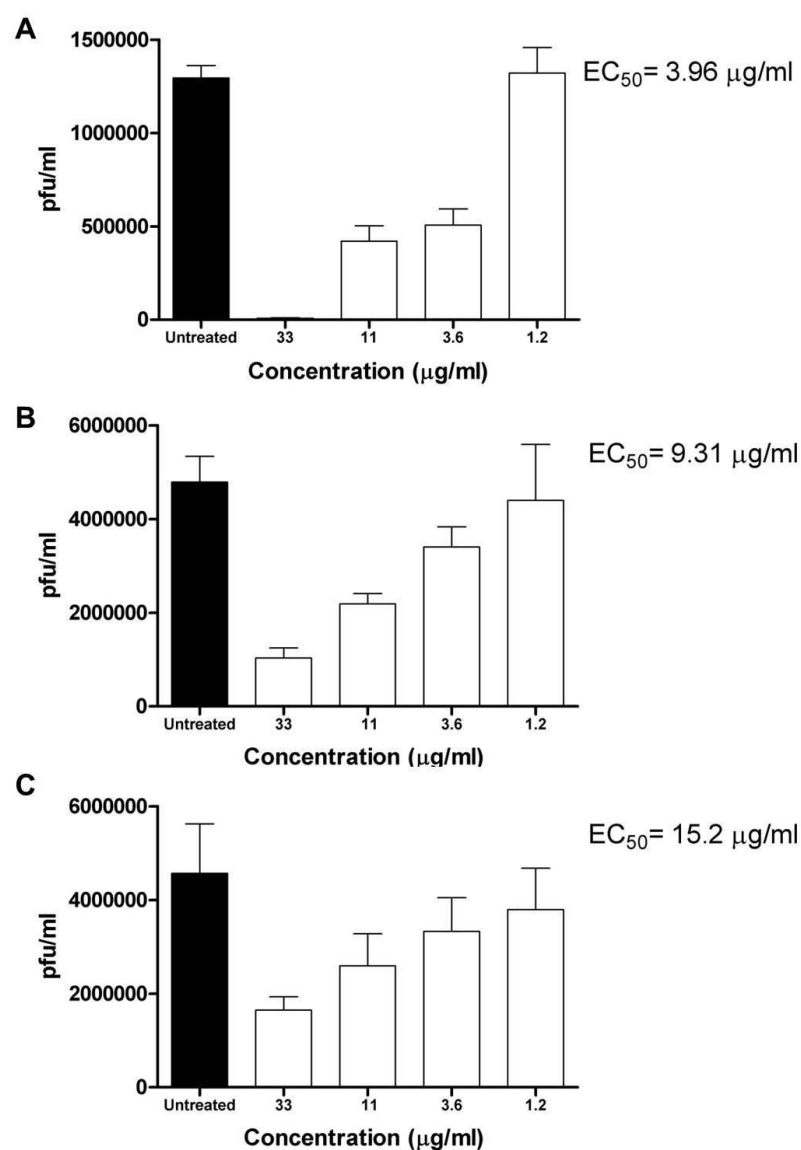 A
1500000
EC50= 3.96 μg/ml
1000000
pfu/ml
500000
0
Untreated 33 11 3.6 1.2
Concentration (μg/ml)
B
6000000
EC50= 9.31 μg/ml
4000000
pfu/ml
2000000
0
Untreated 33 11 3.6 1.2
Concentration (μg/ml)
C
6000000
EC50= 15.2 μg/ml
4000000
pfu/ml
2000000
0
Untreated 33 11 3.6 1.2
Concentration (μg/ml)